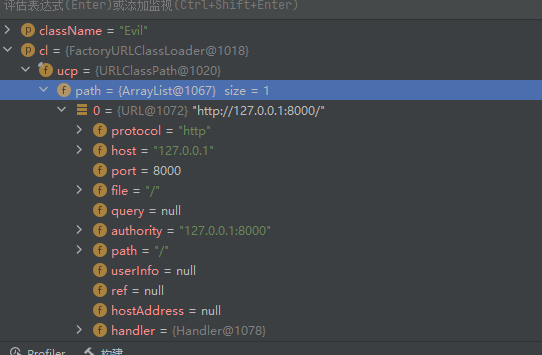 评估表达式(Enter)或添加监视(Ctrl+Shift+Enter)
p className = "Evil"
p cl = {FactoryURLClassLoader@1018}
f ucp = {URLClassPath@1020}
f path = {ArrayList@1067} size = 1
0 = {URL@1072} "http://127.0.0.1:8000/"
f protocol = "http"
f host = "127.0.0.1"
f port = 8000
f file = "/"
f query = null
f authority = "127.0.0.1:8000"
f path = "/"
f userInfo = null
f ref = null
f hostAddress = null
f handler = {Handler@1078}
Profiler 构建